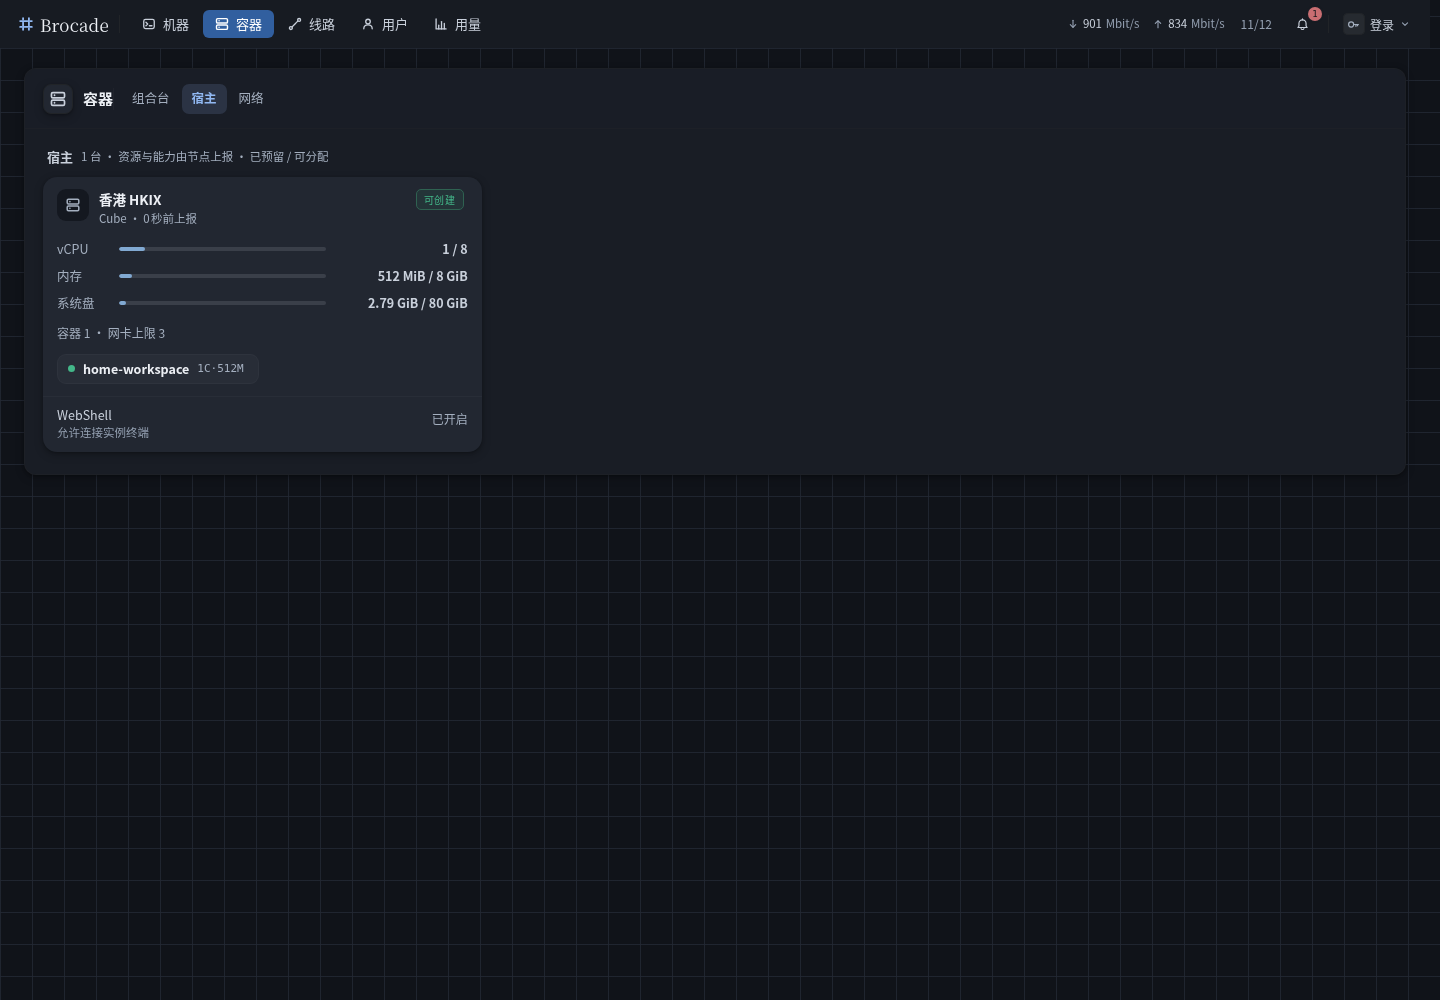 Brocade 机器 容器 线路 用户 用量 ↓ 901 Mbit/s ↑ 834 Mbit/s 11/12 1 登录
容器 组合台 宿主 网络
宿主 1 台 · 资源与能力由节点上报 · 已预留 / 可分配
香港 HKIX 可创建
Cube · 0秒前上报
vCPU 1 / 8
内存 512 MiB / 8 GiB
系统盘 2.79 GiB / 80 GiB
容器 1 · 网卡上限 3
home-workspace 1C·512M
WebShell 已开启
允许连接实例终端